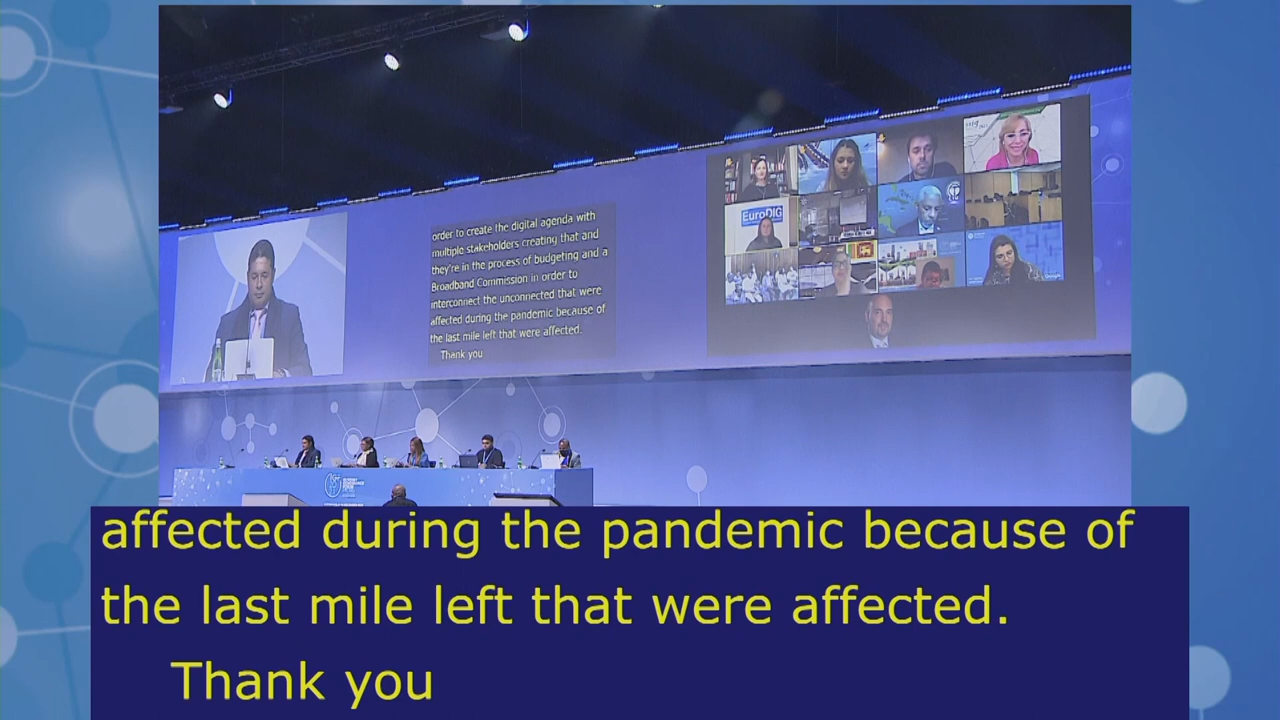 order to create the digital agenda with
multiple stakeholders creating that and
they're in the process of budgeting and a
Broadband Commission in order to
interconnect the unconnected that were
affected during the pandemic because of
the last mile left that were affected.
Thank you
EuroDIG
affected during the pandemic because of
the last mile left that were affected.
Thank you